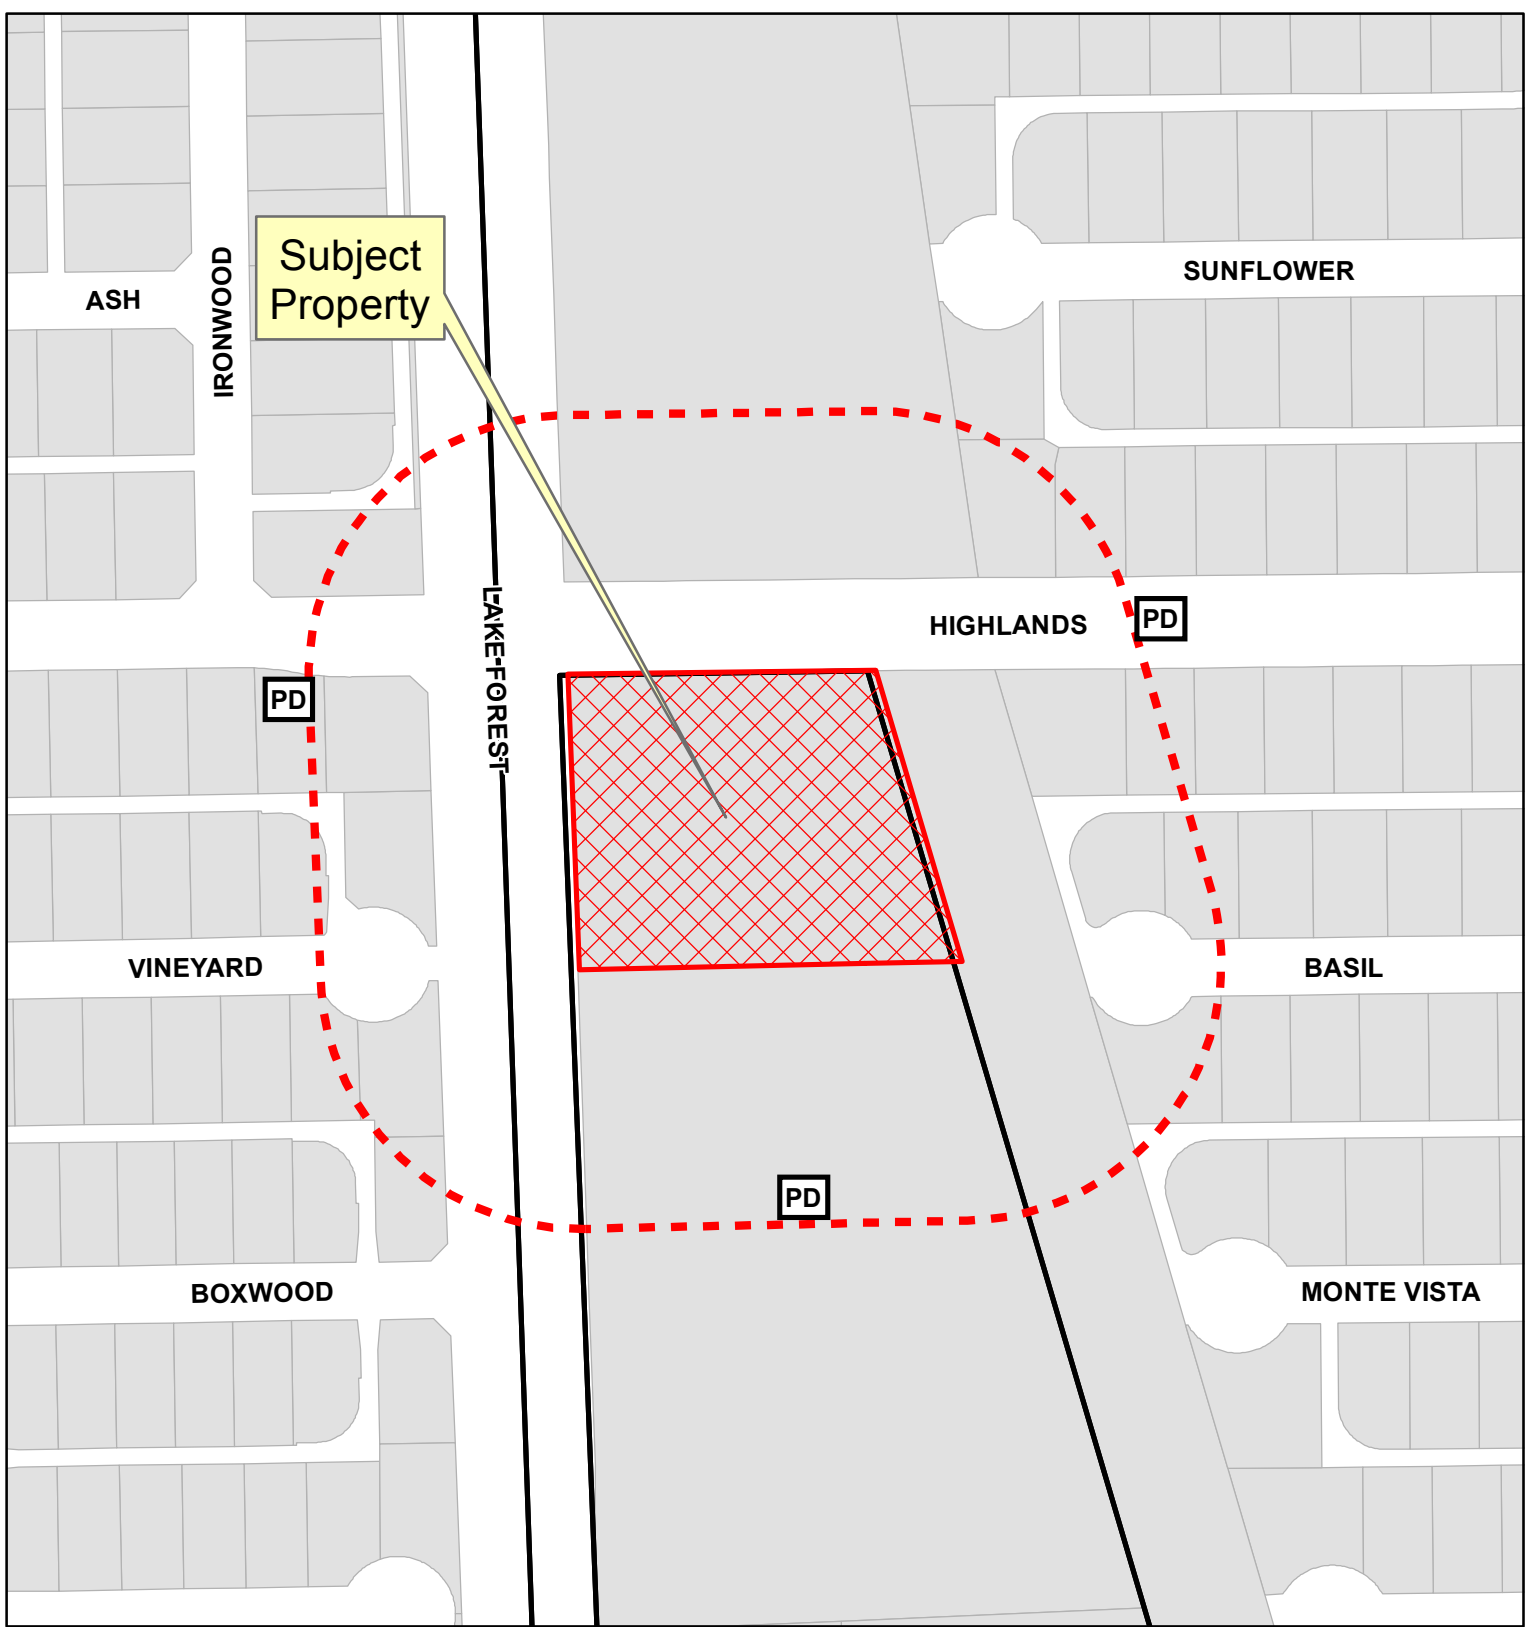 Subject
Property
SUNFLOWER
ASH
IRONWOOD
LAKE FOREST
HIGHLANDS
PD
PD
VINEYARD
BASIL
PD
BOXWOOD
MONTE VISTA